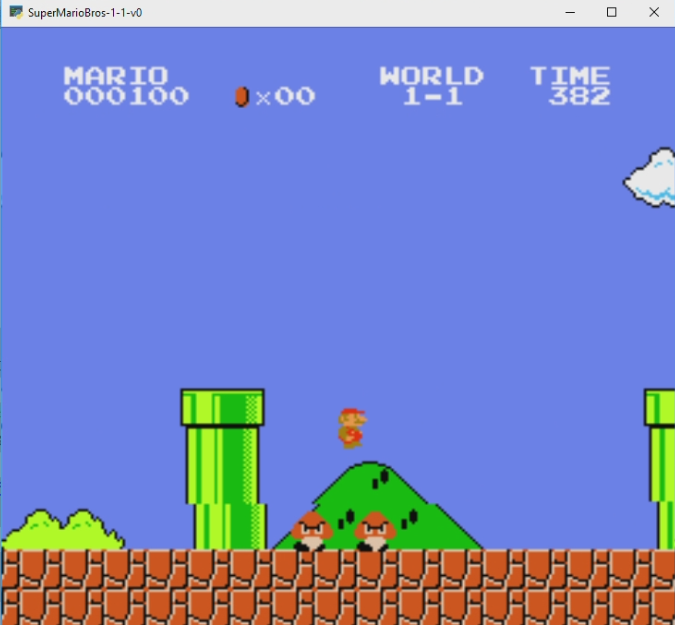 SuperMarioBros-1-1-v0
MARIO WORLD TIME
000100 ×00 1-1 382